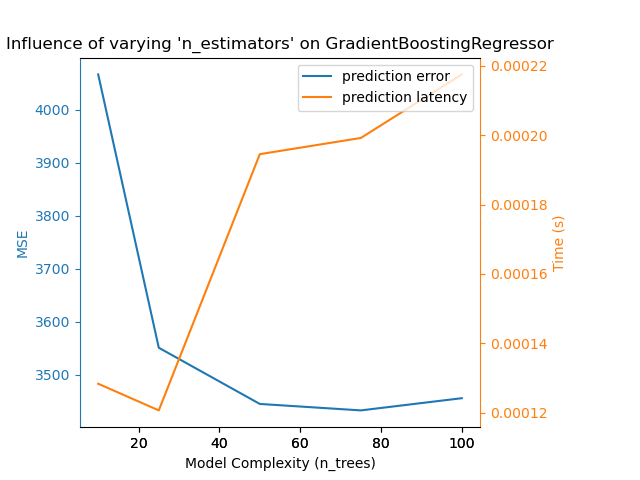 Influence of varying 'n_estimators' on GradientBoostingRegressor
prediction error
prediction latency
MSE
4000
3900
3800
3700
3600
3500
0.00022
0.00020
0.00018
0.00016
0.00014
0.00012
Time (s)
20 40 60 80 100
Model Complexity (n_trees)